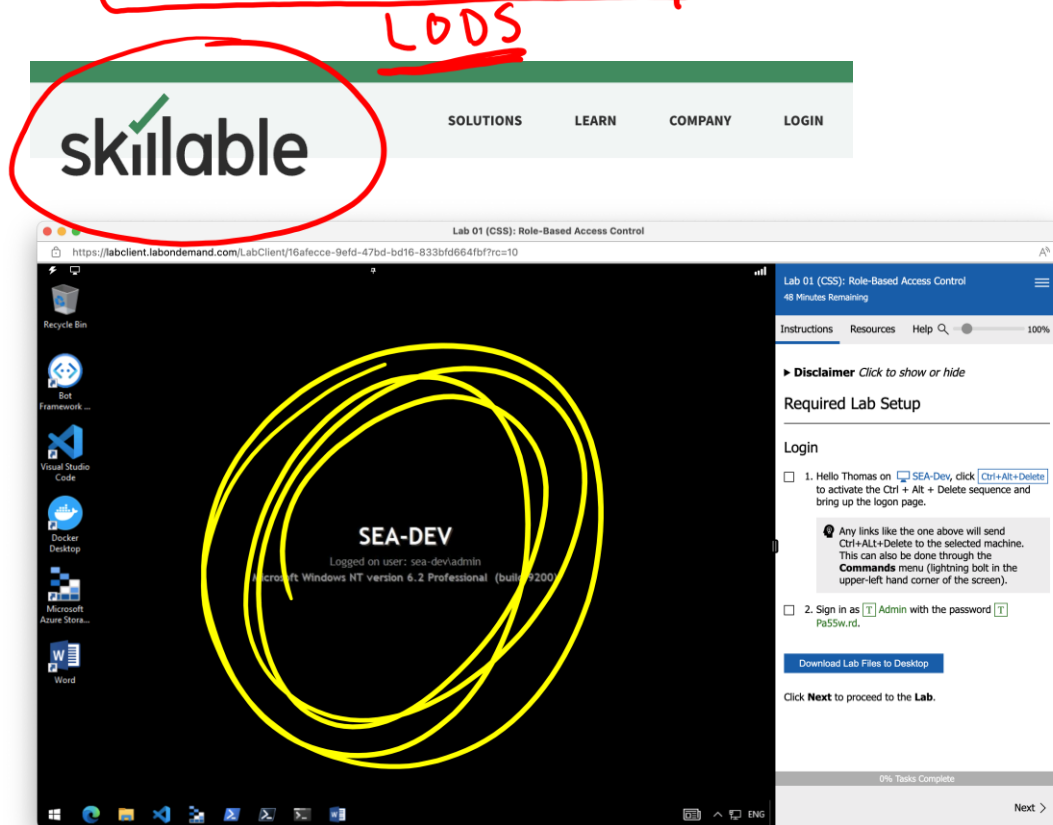 LODS
skillable
SOLUTIONS LEARN COMPANY LOGIN
Lab 01 (CSS): Role-Based Access Control
https://labclient.labondemand.com/LabClient/16afecce-9efd-47bd-bd16-833bfd664fbf?rc=10
Recycle Bin
Bot
Framework ...
Visual Studio
Code
Docker
Desktop
Microsoft
Azure Stora...
Word
SEA-DEV
Logged on user: sea-dev\admin
Microsoft Windows NT version 6.2 Professional (build 9200)
ENG
Lab 01 (CSS): Role-Based Access Control
48 Minutes Remaining
Instructions Resources Help 100%
Disclaimer Click to show or hide
Required Lab Setup
Login
1. Hello Thomas on SEA-Dev, click Ctrl+Alt+Delete
to activate the Ctrl + Alt + Delete sequence and
bring up the logon page.
Any links like the one above will send
Ctrl+ALt+Delete to the selected machine.
This can also be done through the
Commands menu (lightning bolt in the
upper-left hand corner of the screen).
2. Sign in as T Admin with the password T
Pa55w.rd.
Download Lab Files to Desktop
Click Next to proceed to the Lab.
0% Tasks Complete
Next >